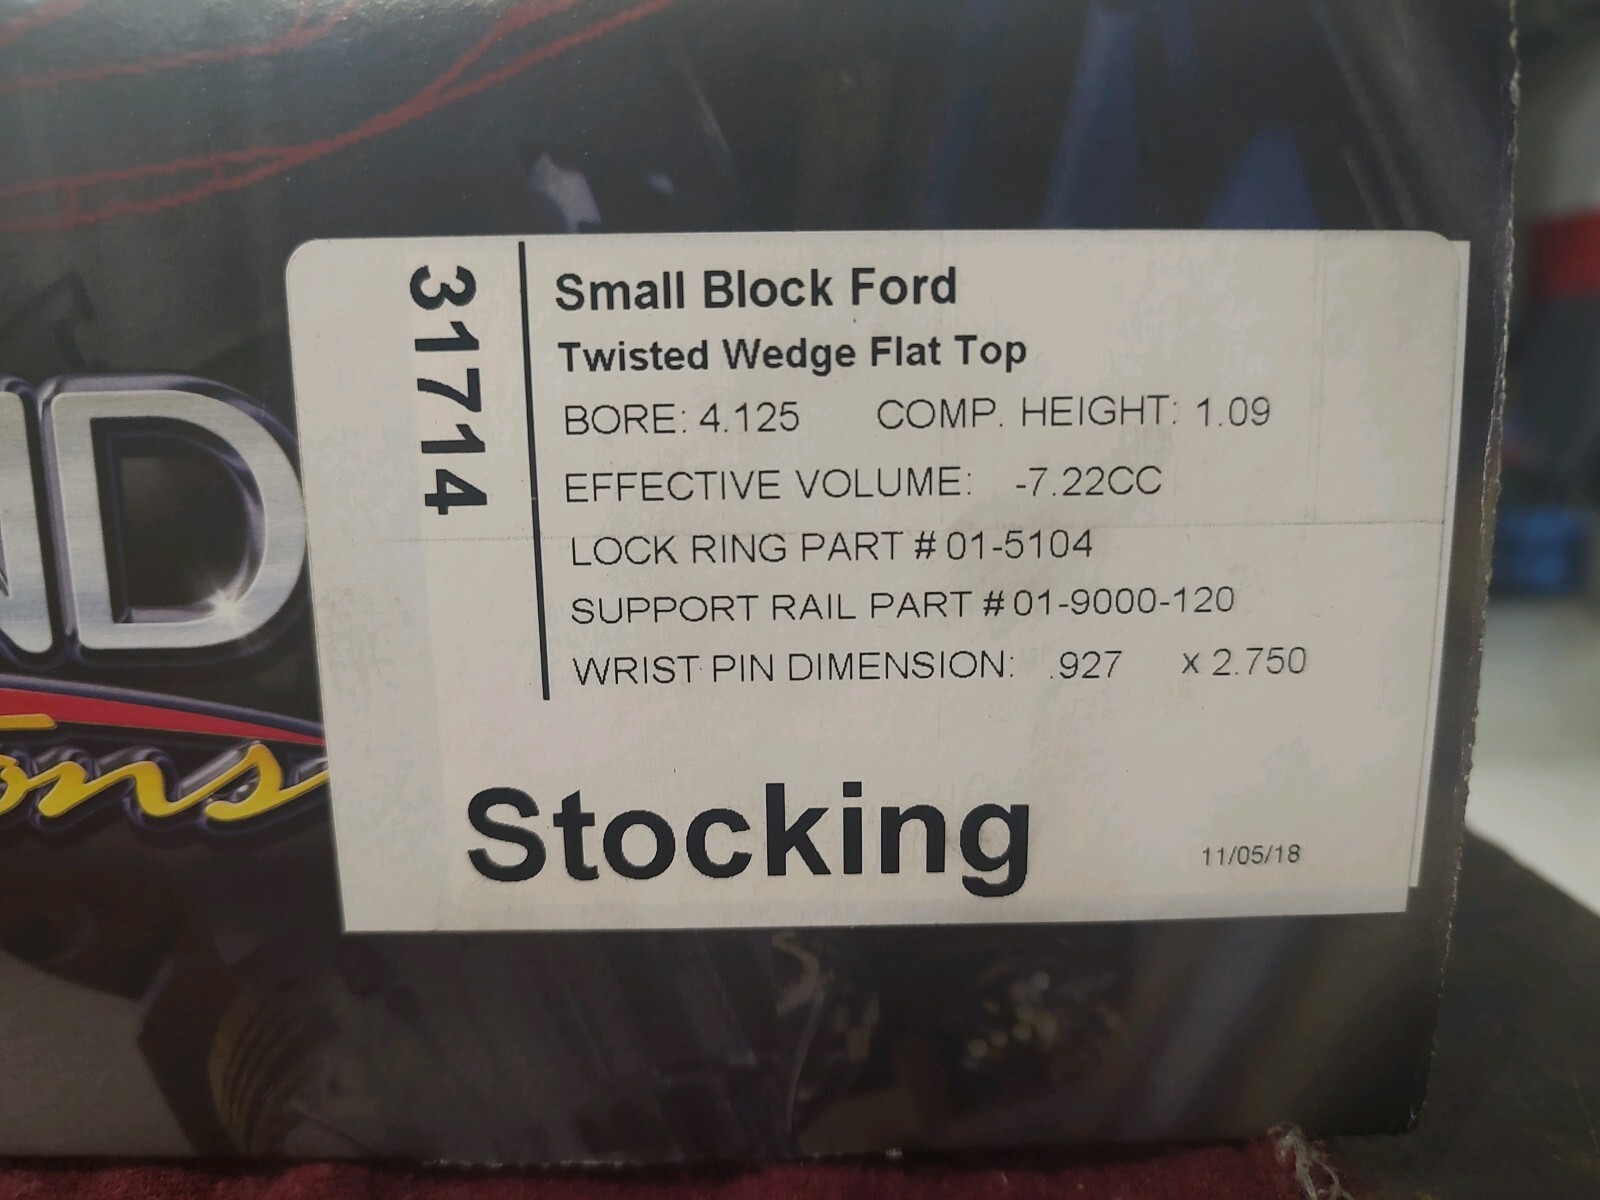 31714
Small Block Ford
Twisted Wedge Flat Top
BORE: 4.125 COMP. HEIGHT: 1.09
EFFECTIVE VOLUME: -7.22CC
LOCK RING PART # 01-5104
SUPPORT RAIL PART # 01-9000-120
WRIST PIN DIMENSION: .927 x 2.750
Stocking
11/05/18
ND
ons